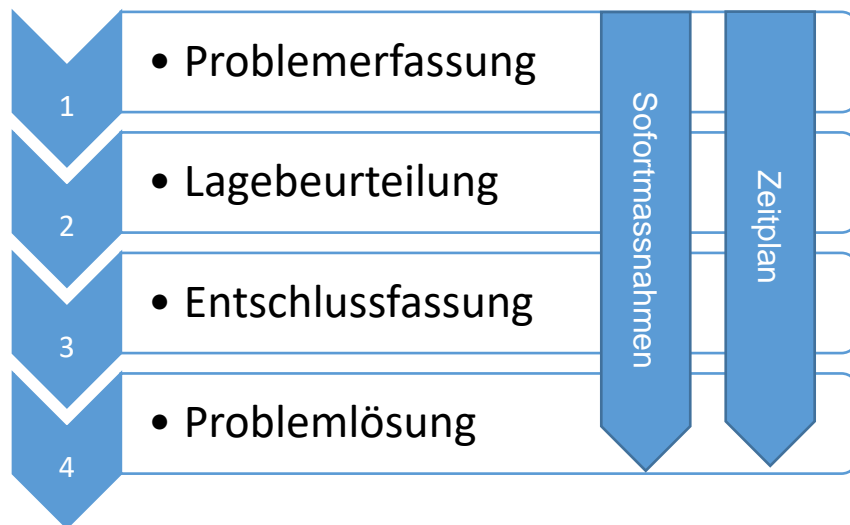 1
• Problemerfassung
2
• Lagebeurteilung
3
• Entschlussfassung
4
• Problemlösung
Sofortmassnahmen
Zeitplan